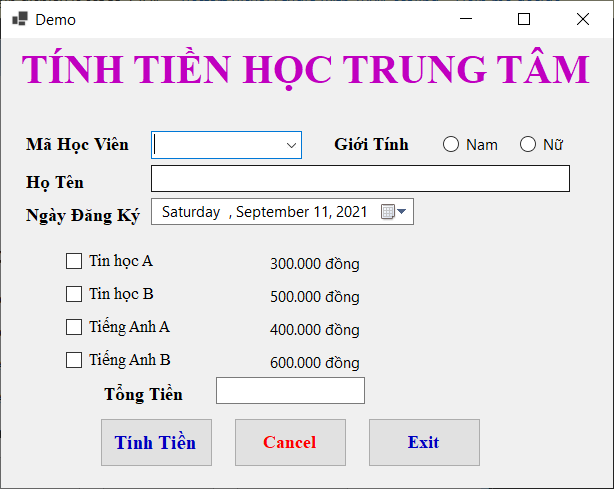 Demo
TÍNH TIỀN HỌC TRUNG TÂM
Mã Học Viên Giới Tính Nam Nữ
Họ Tên
Ngày Đăng Ký Saturday , September 11, 2021
Tin học A 300.000 đồng
Tin học B 500.000 đồng
Tiếng Anh A 400.000 đồng
Tiếng Anh B 600.000 đồng
Tổng Tiền
Tính Tiền Cancel Exit